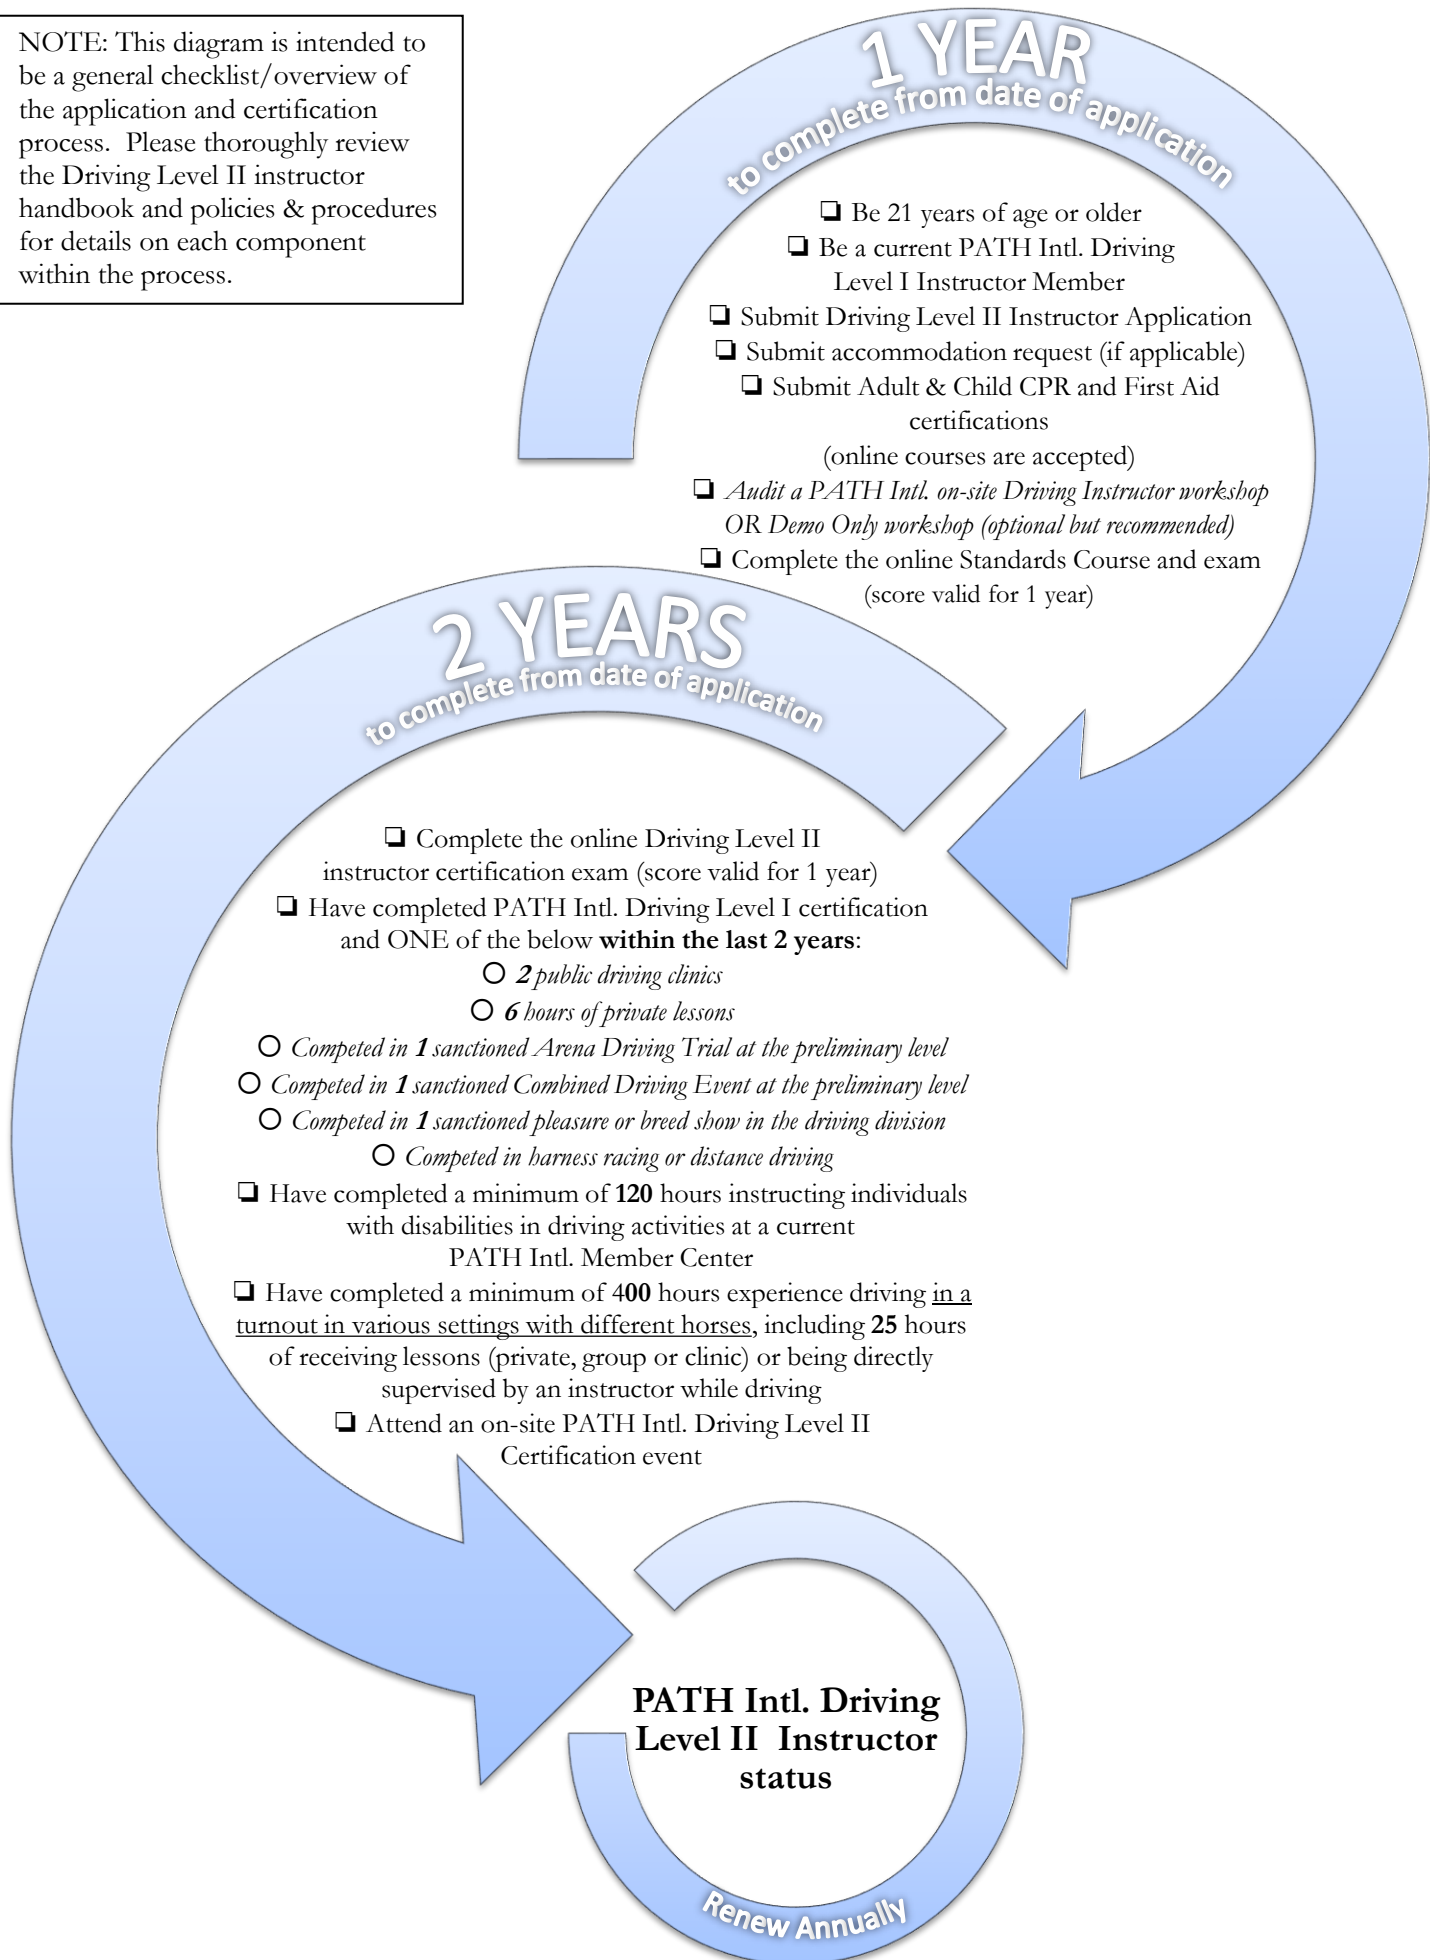 NOTE: This diagram is intended to
be a general checklist/overview of
the application and certification
process. Please thoroughly review
the Driving Level II instructor
handbook and policies & procedures
for details on each component
within the process.
1 YEAR
to complete from date of application
❏ Be 21 years of age or older
❏ Be a current PATH Intl. Driving
Level I Instructor Member
❏ Submit Driving Level II Instructor Application
❏ Submit accommodation request (if applicable)
❏ Submit Adult & Child CPR and First Aid
certifications
(online courses are accepted)
❏ Audit a PATH Intl. on-site Driving Instructor workshop
OR Demo Only workshop (optional but recommended)
❏ Complete the online Standards Course and exam
(score valid for 1 year)
2 YEARS
to complete from date of application
❏ Complete the online Driving Level II
instructor certification exam (score valid for 1 year)
❏ Have completed PATH Intl. Driving Level I certification
and ONE of the below within the last 2 years:
○ 2 public driving clinics
○ 6 hours of private lessons
○ Competed in 1 sanctioned Arena Driving Trial at the preliminary level
○ Competed in 1 sanctioned Combined Driving Event at the preliminary level
○ Competed in 1 sanctioned pleasure or breed show in the driving division
○ Competed in harness racing or distance driving
❏ Have completed a minimum of 120 hours instructing individuals
with disabilities in driving activities at a current
PATH Intl. Member Center
❏ Have completed a minimum of 400 hours experience driving in a
turnout in various settings with different horses, including 25 hours
of receiving lessons (private, group or clinic) or being directly
supervised by an instructor while driving
❏ Attend an on-site PATH Intl. Driving Level II
Certification event
PATH Intl. Driving
Level II Instructor
status
Renew Annually